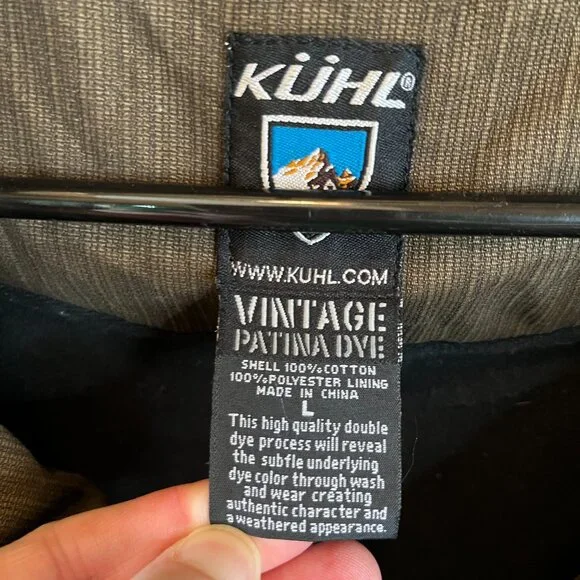 KÜHL®
WWW.KUHL.COM
VINTAGE
PATINA DYE
SHELL 100% COTTON
100% POLYESTER LINING
MADE IN CHINA
L
This high quality double
dye process will reveal
the subfle underlying
dye color through wash
and wear creating
authentic character and
a weathered appearance.